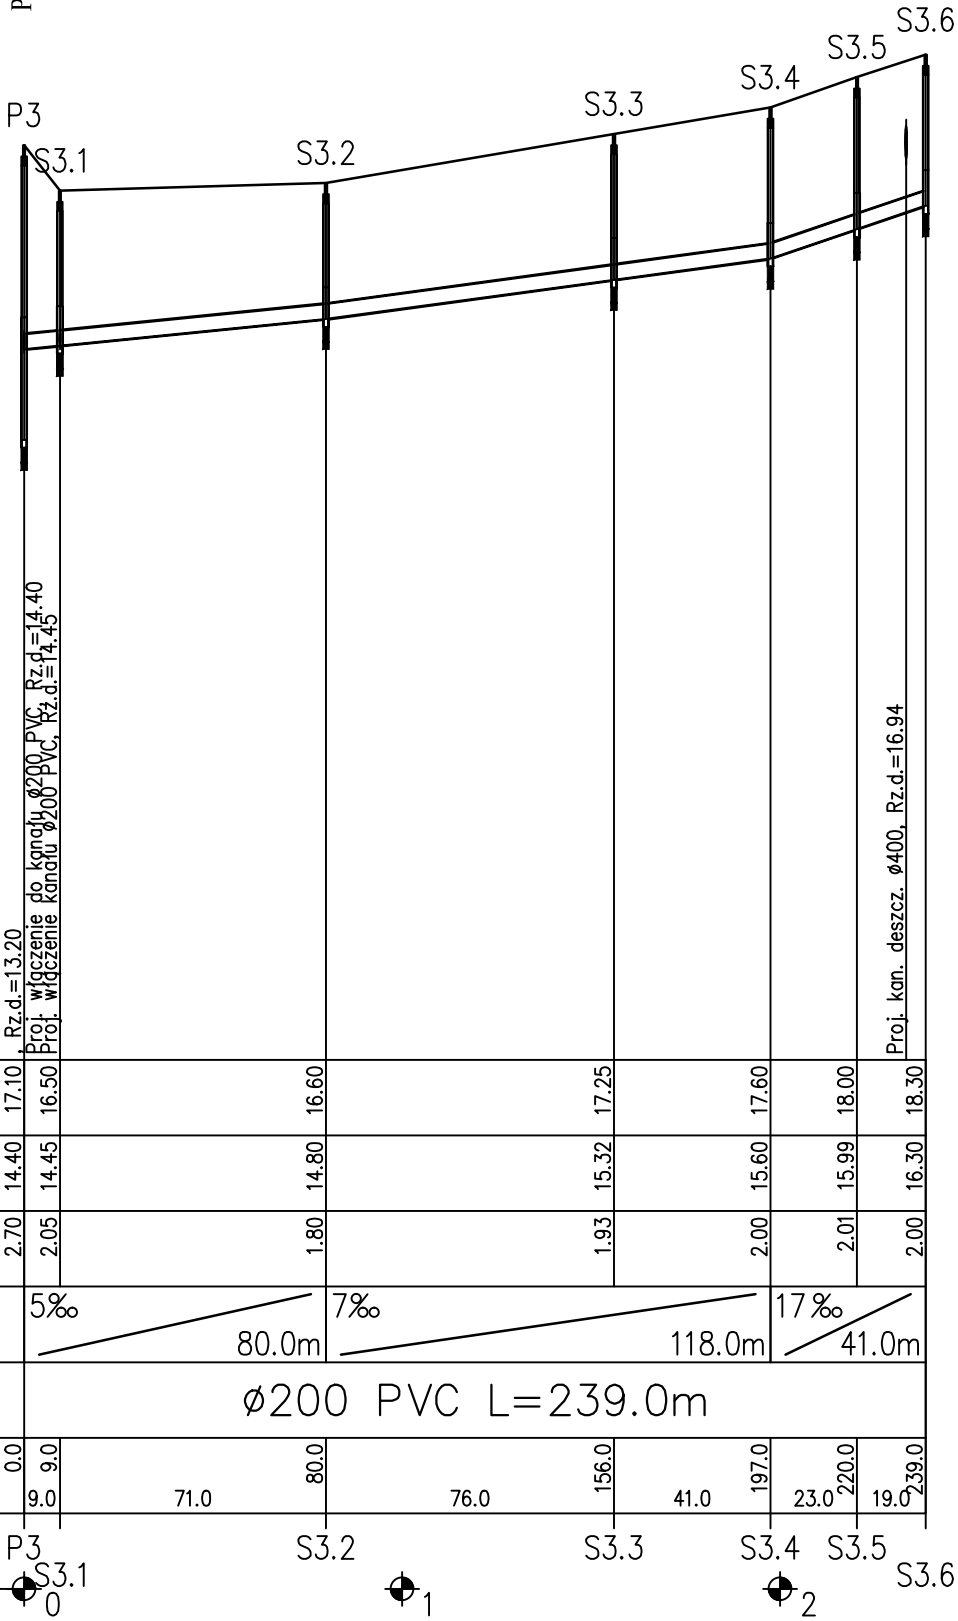 P
P3
S3.1
S3.2
S3.3
S3.4
S3.5
S3.6
, Rz.d.=13.20
Proj. włączenie do kanału ø200 PVC, Rz.d.=14.40
Proj. włączenie kanału ø200 PVC, Rz.d.=14.45
Proj. kan. deszcz. ø400, Rz.d.=16.94
17.10 16.50 16.60 17.25 17.60 18.00 18.30
14.40 14.45 14.80 15.32 15.60 15.99 16.30
2.70 2.05 1.80 1.93 2.00 2.01 2.00
5‰ 7‰ 17‰
80.0m 118.0m 41.0m
ø200 PVC L=239.0m
0.0 9.0 80.0 156.0 197.0 220.0 239.0
9.0 71.0 76.0 41.0 23.0 19.0
P3 S3.2 S3.3 S3.4 S3.5
S3.1 S3.6
0 1 2